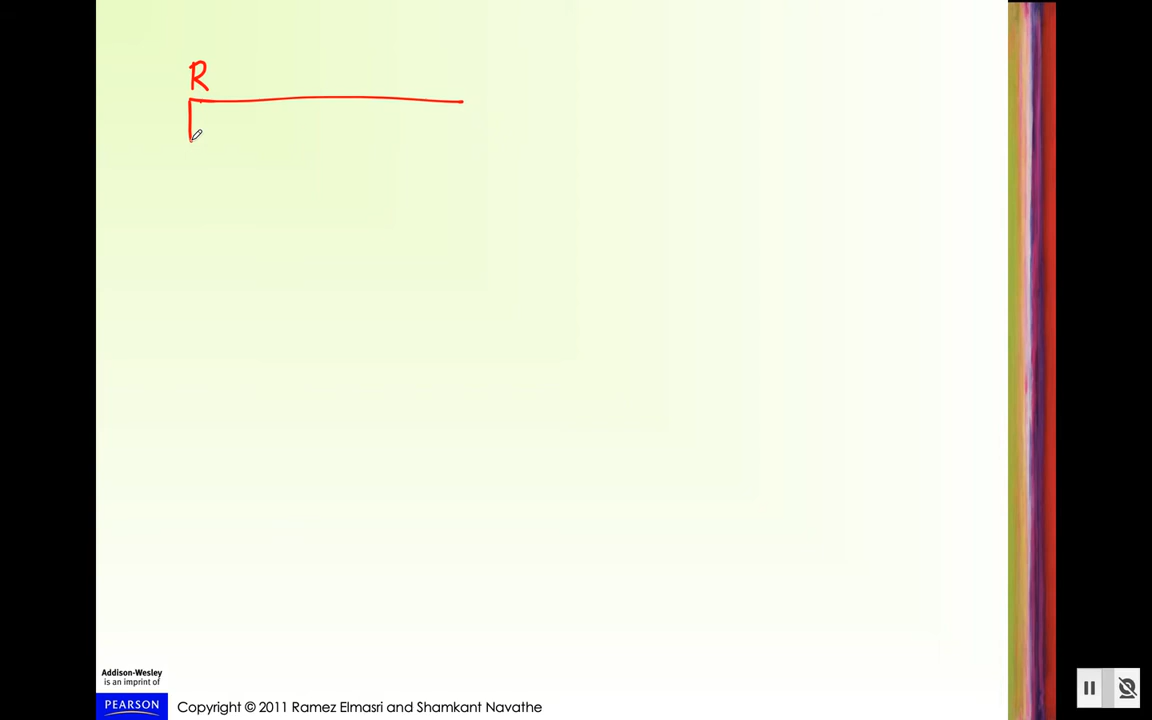 R
Addison-Wesley
is an imprint of
PEARSON
Copyright © 2011 Ramez Elmasri and Shamkant Navathe